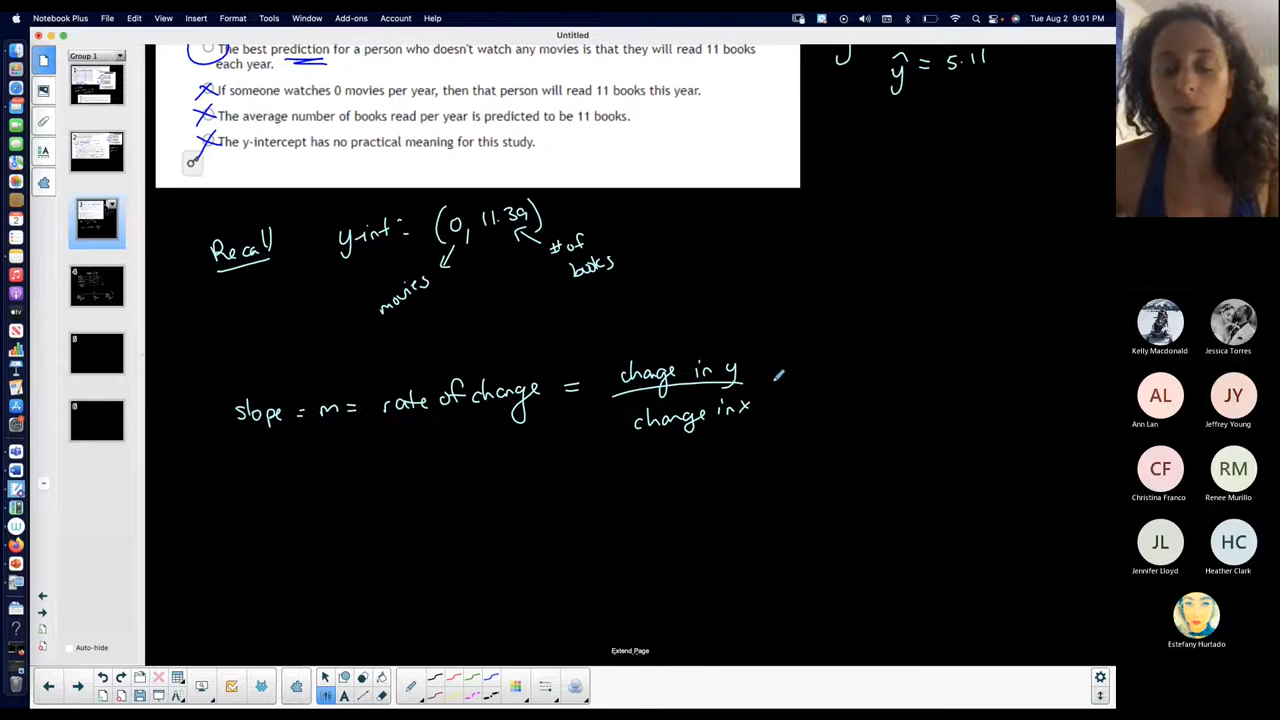 Notebook Plus File Edit View Insert Format Tools Window Add-ons Account Help Tue Aug 2 9:01 PM
Untitled
Group 1
The best prediction for a person who doesn't watch any movies is that they will read 11 books
each year.
If someone watches 0 movies per year, then that person will read 11 books this year.
The average number of books read per year is predicted to be 11 books.
The y-intercept has no practical meaning for this study.
ŷ = 5.11
Recall y-int: (0, 11.39)
movies
# of
books
slope = m = rate of change = change in y
change in x
Auto-hide
Extend Page
Kelly Macdonald
Jessica Torres
AL
Ann Lan
JY
Jeffrey Young
CF
Christina Franco
RM
Renee Murillo
JL
Jennifer Lloyd
HC
Heather Clark
Estefany Hurtado